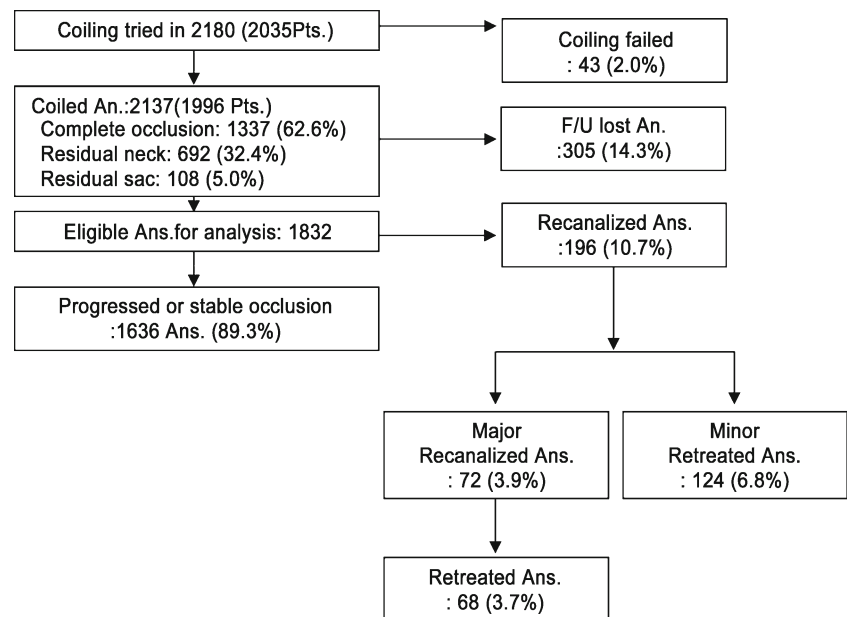 Coiling tried in 2180 (2035Pts.)
Coiling failed
: 43 (2.0%)
Coiled An.:2137(1996 Pts.)
Complete occlusion: 1337 (62.6%)
Residual neck: 692 (32.4%)
Residual sac: 108 (5.0%)
F/U lost An.
:305 (14.3%)
Eligible Ans.for analysis: 1832
Recanalized Ans.
:196 (10.7%)
Progressed or stable occlusion
:1636 Ans. (89.3%)
Major
Recanalized Ans.
: 72 (3.9%)
Minor
Retreated Ans.
: 124 (6.8%)
Retreated Ans.
: 68 (3.7%)